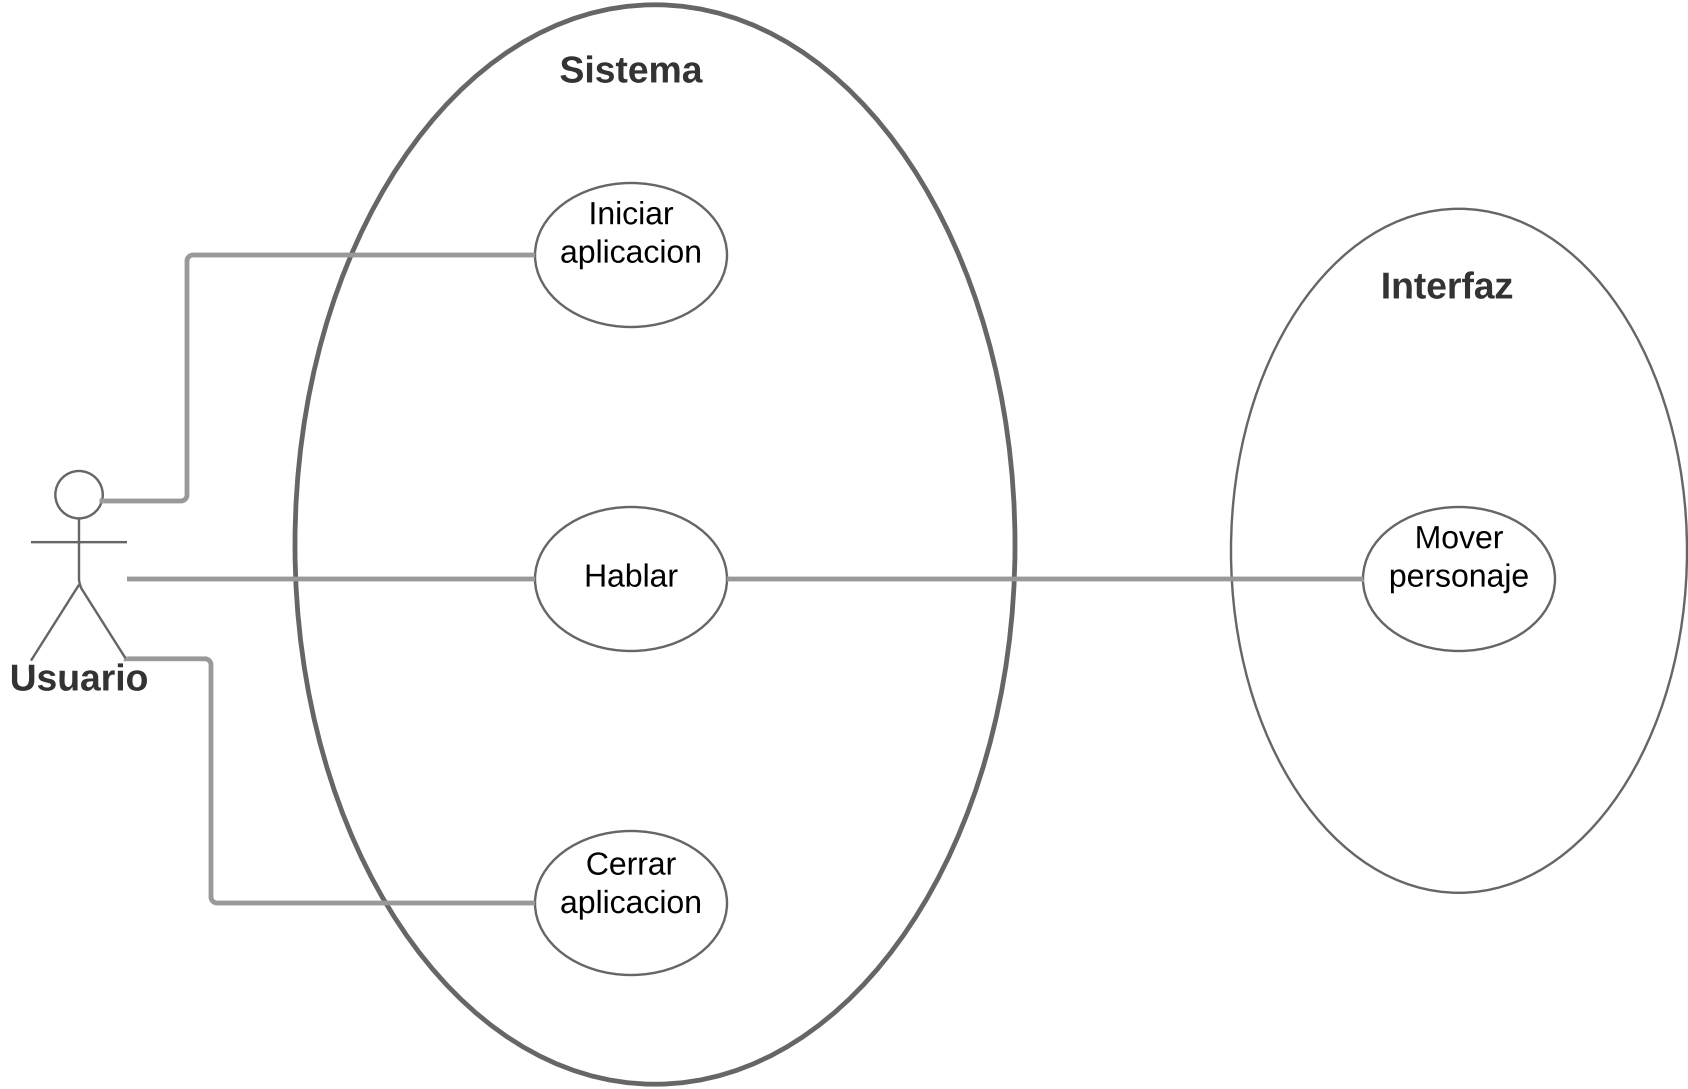 Sistema
Iniciar
aplicacion
Interfaz
Hablar
Mover
personaje
Usuario
Cerrar
aplicacion